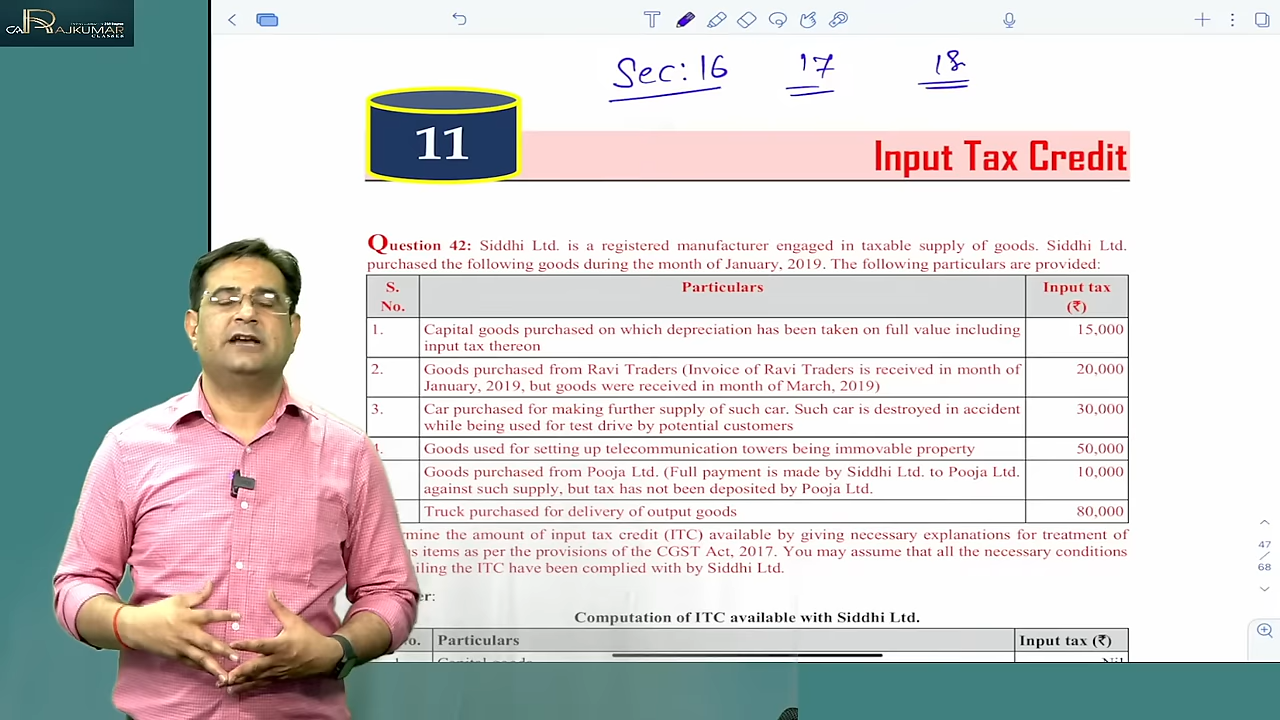 RAJKUMAR
Sec: 16 17 18
11
Input Tax Credit
Question 42: Siddhi Ltd. is a registered manufacturer engaged in taxable supply of goods. Siddhi Ltd.
purchased the following goods during the month of January, 2019. The following particulars are provided:
S. No. Particulars Input tax (₹)
1. Capital goods purchased on which depreciation has been taken on full value including 15,000
input tax thereon
2. Goods purchased from Ravi Traders (Invoice of Ravi Traders is received in month of 20,000
January, 2019, but goods were received in month of March, 2019)
3. Car purchased for making further supply of such car. Such car is destroyed in accident 30,000
while being used for test drive by potential customers
Goods used for setting up telecommunication towers being immovable property 50,000
Goods purchased from Pooja Ltd. (Full payment is made by Siddhi Ltd. to Pooja Ltd. 10,000
against such supply, but tax has not been deposited by Pooja Ltd.
Truck purchased for delivery of output goods 80,000
mine the amount of input tax credit (ITC) available by giving necessary explanations for treatment of
s items as per the provisions of the CGST Act, 2017. You may assume that all the necessary conditions
iling the ITC have been complied with by Siddhi Ltd.
er:
Computation of ITC available with Siddhi Ltd.
o. Particulars Input tax (₹)
47
68